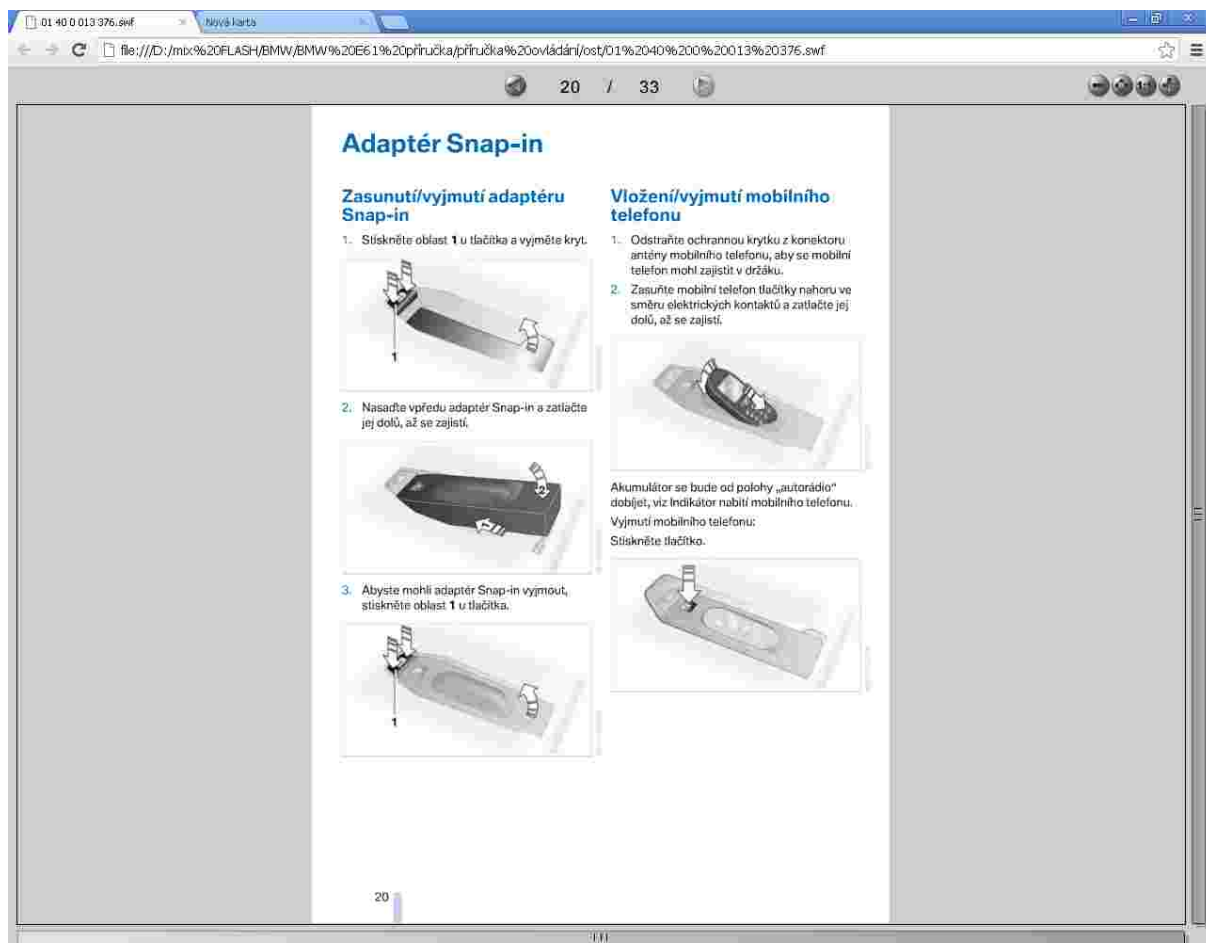 01 40 0 013 376.swf
Nová karta
file:///D:/mix%20FLASH/BMW/BMW%20E61%20příručka/příručka%20ovládání/ost/01%2040%200%20013%20376.swf
20 / 33
Adaptér Snap-in
Zasunutí/vyjmutí adaptéru
Snap-in
1. Stiskněte oblast 1 u tlačítka a vyjměte kryt.
1
2. Nasaďte vpředu adaptér Snap-in a zatlačte
jej dolů, až se zajistí.
2
1
3. Abyste mohli adaptér Snap-in vyjmout,
stiskněte oblast 1 u tlačítka.
1
Vložení/vyjmutí mobilního
telefonu
1. Odstraňte ochrannou krytku z konektoru
antény mobilního telefonu, aby se mobilní
telefon mohl zajistit v držáku.
2. Zasuňte mobilní telefon tlačítky nahoru ve
směru elektrických kontaktů a zatlačte jej
dolů, až se zajistí.
Akumulátor se bude od polohy „autorádio“
dobíjet, viz Indikátor nabití mobilního telefonu.
Vyjmutí mobilního telefonu:
Stiskněte tlačítko.
20